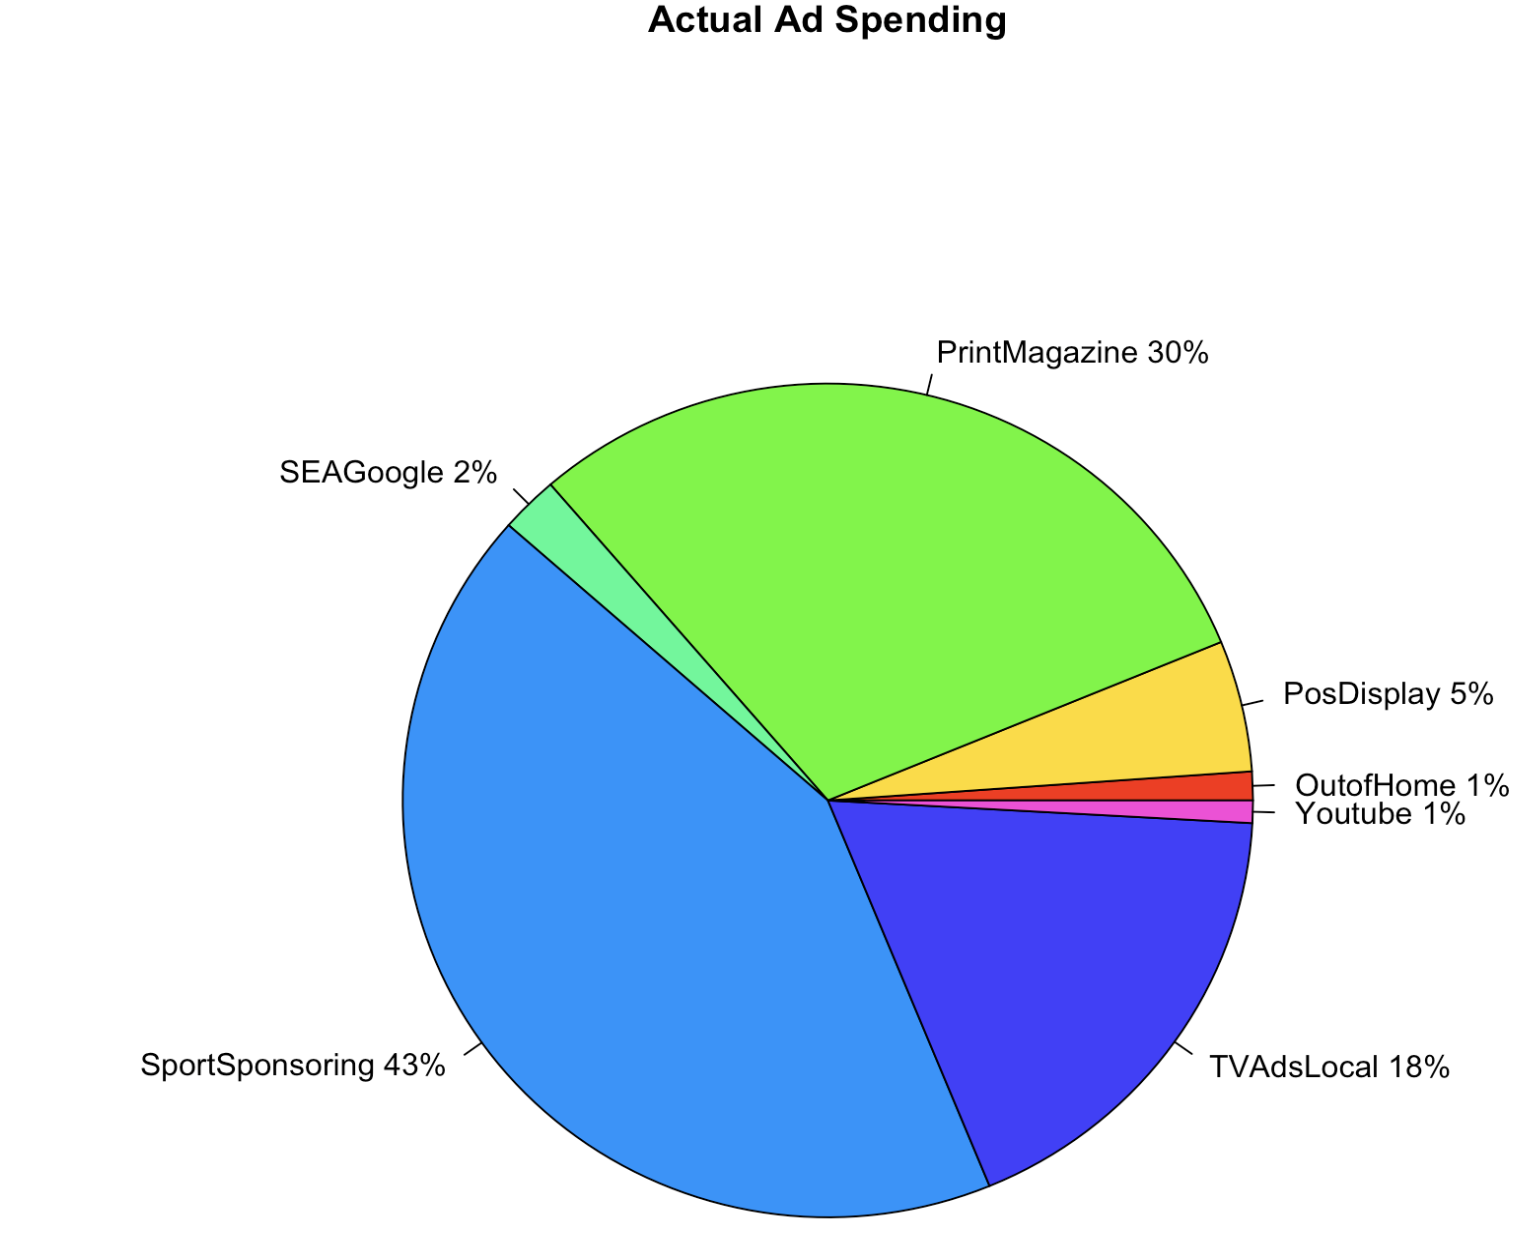 Actual Ad Spending
PrintMagazine 30%
SEAGoogle 2%
PosDisplay 5%
OutofHome 1%
Youtube 1%
SportSponsoring 43%
TVAdsLocal 18%